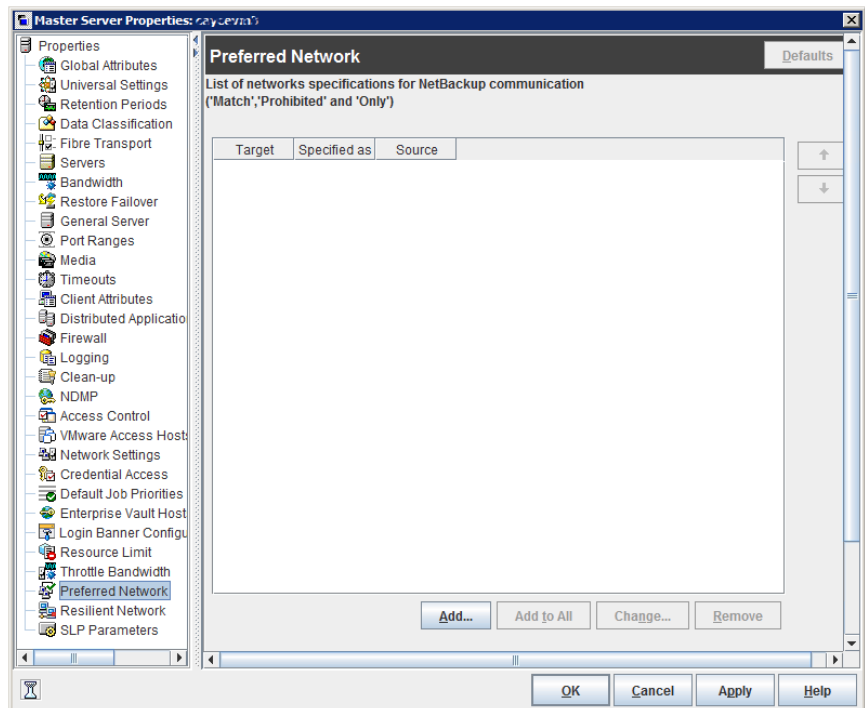 Master Server Properties:
Properties
Global Attributes
Universal Settings
Retention Periods
Data Classification
Fibre Transport
Servers
Bandwidth
Restore Failover
General Server
Port Ranges
Media
Timeouts
Client Attributes
Distributed Applicatio
Firewall
Logging
Clean-up
NDMP
Access Control
VMware Access Hosts
Network Settings
Credential Access
Default Job Priorities
Enterprise Vault Host
Login Banner Configu
Resource Limit
Throttle Bandwidth
Preferred Network
Resilient Network
SLP Parameters
Preferred Network
Defaults
List of networks specifications for NetBackup communication
('Match','Prohibited' and 'Only')
Target Specified as Source
Add... Add to All Change... Remove
OK Cancel Apply Help